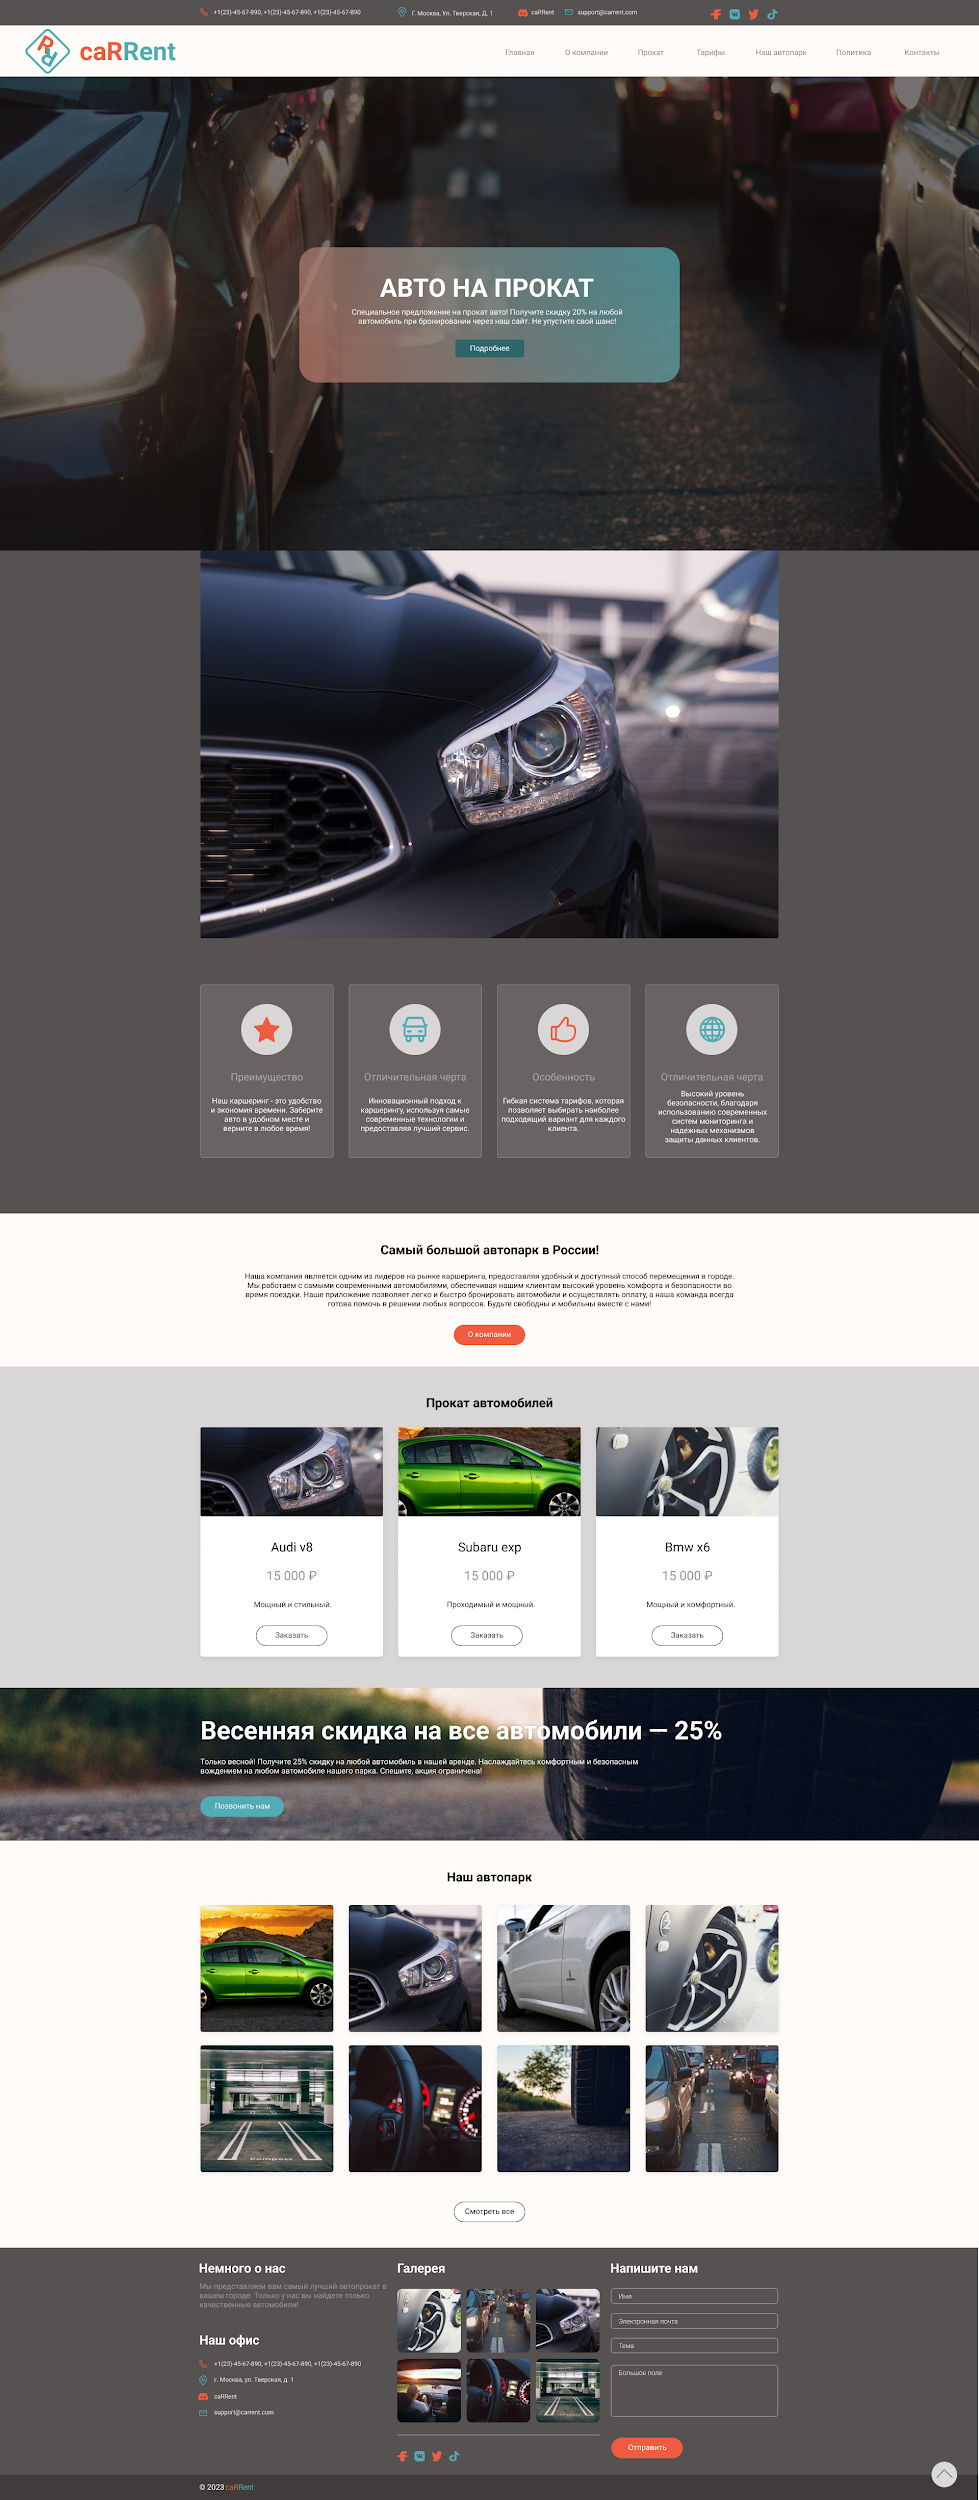 +1(23)-45-67-890, +1(23)-45-67-890, +1(23)-45-67-890
Г. Москва, Ул. Тверская, Д. 1
caRRent
support@carrent.com
caRRent
Главная
О компании
Прокат
Тарифы
Наш автопарк
Политика
Контакты
АВТО НА ПРОКАТ
Специальное предложение на прокат авто! Получите скидку 20% на любой
автомобиль при бронировании через наш сайт. Не упустите свой шанс!
Подробнее
Преимущество
Наш каршеринг - это удобство
и экономия времени. Заберите
авто в удобном месте и
верните в любое время!
Отличительная черта
Инновационный подход к
каршерингу, используя самые
современные технологии и
предоставляя лучший сервис.
Особенность
Гибкая система тарифов, которая
позволяет выбирать наиболее
подходящий вариант для каждого
клиента.
Отличительная черта
Высокий уровень
безопасности, благодаря
использованию современных
систем мониторинга и
надежных механизмов
защиты данных клиентов.
Самый большой автопарк в России!
Наша компания является одним из лидеров на рынке каршеринга, предоставляя удобный и доступный способ перемещения в городе.
Мы работаем с самыми современными автомобилями, обеспечивая нашим клиентам высокий уровень комфорта и безопасности во
время поездки. Наше приложение позволяет легко и быстро бронировать автомобили и осуществлять оплату, а наша команда всегда
готова помочь в решении любых вопросов. Будьте свободны и мобильны вместе с нами!
О компании
Прокат автомобилей
Audi v8
15 000 ₽
Мощный и стильный.
Заказать
Subaru exp
15 000 ₽
Проходимый и мощный.
Заказать
Bmw x6
15 000 ₽
Мощный и комфортный.
Заказать
Весенняя скидка на все автомобили — 25%
Только весной! Получите 25% скидку на любой автомобиль в нашей аренде. Наслаждайтесь комфортным и безопасным
вождением на любом автомобиле нашего парка. Спешите, акция ограничена!
Позвонить нам
Наш автопарк
compact
Смотреть все
Немного о нас
Мы представляем вам самый лучший автопрокат в
вашем городе. Только у нас вы найдете только
качественные автомобили!
Наш офис
+1(23)-45-67-890, +1(23)-45-67-890, +1(23)-45-67-890
г. Москва, ул. Тверская, д. 1
caRRent
support@carrent.com
Галерея
Напишите нам
Имя
Электронная почта
Тема
Большое поле
Отправить
© 2023 caRRent